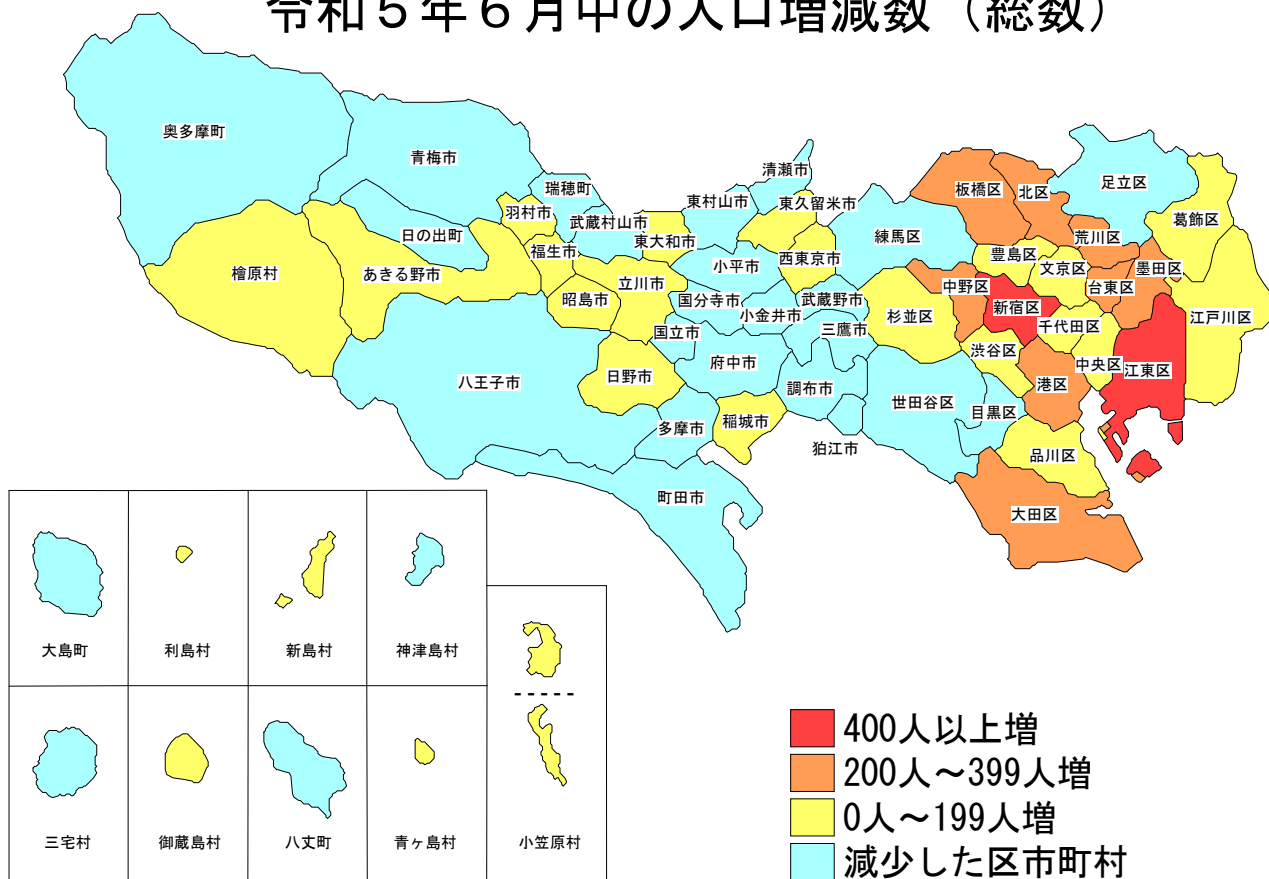 令和５年６月中の人口増減数（総数）
奥多摩町
青梅市
瑞穂町
清瀬市
東村山市
東久留米市
板橋区
北区
足立区
羽村市
武蔵村山市
東大和市
日の出町
福生市
練馬区
荒川区
葛飾区
檜原村
あきる野市
昭島市
立川市
小平市
西東京市
豊島区
文京区
台東区
墨田区
国分寺市
小金井市
武蔵野市
杉並区
中野区
新宿区
千代田区
江戸川区
国立市
三鷹市
渋谷区
中央区
江東区
八王子市
日野市
府中市
調布市
港区
世田谷区
目黒区
多摩市
稲城市
狛江市
品川区
町田市
大田区
大島町
利島村
新島村
神津島村
三宅村
御蔵島村
八丈町
青ヶ島村
小笠原村
400人以上増
200人～399人増
0人～199人増
減少した区市町村